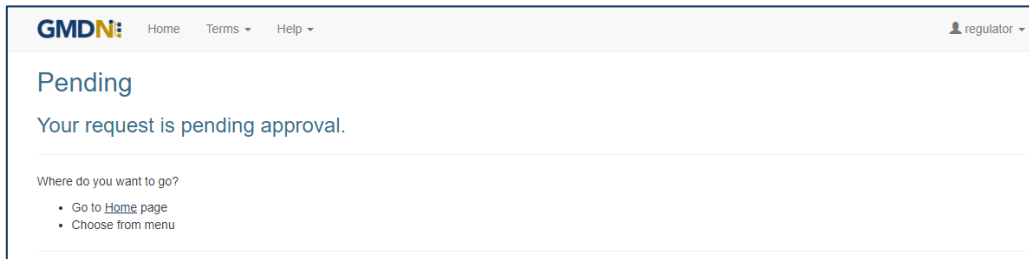 GMDN Home Terms Help regulator
Pending
Your request is pending approval.
Where do you want to go?
Go to Home page
Choose from menu